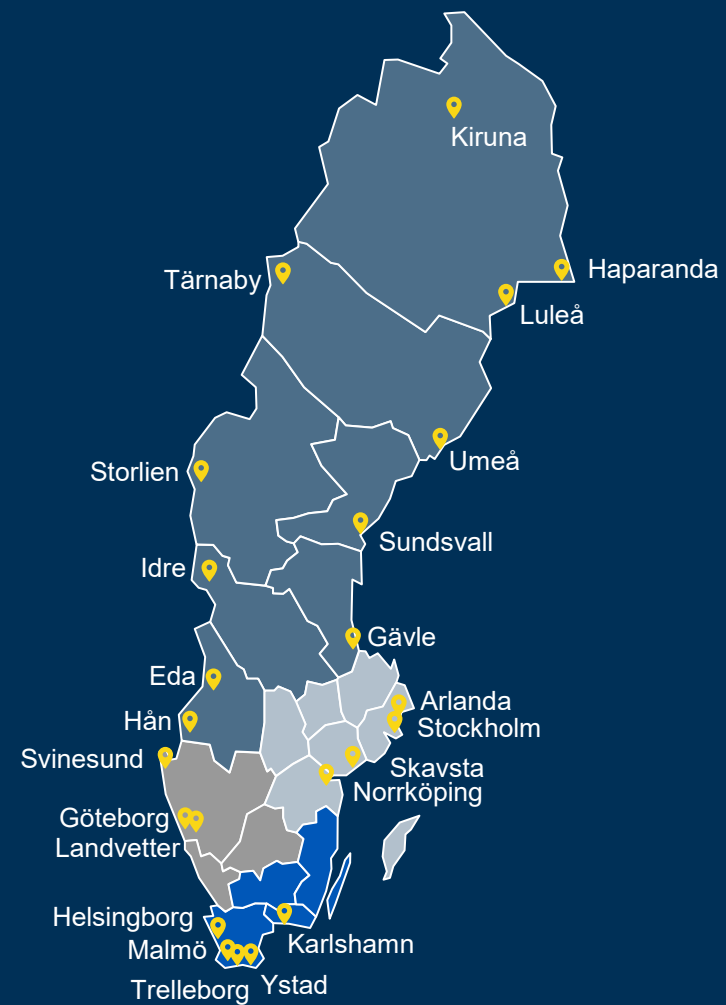 Kiruna
Haparanda
Tärnaby
Luleå
Umeå
Storlien
Sundsvall
Idre
Gävle
Eda
Arlanda
Hån
Stockholm
Svinesund
Skavsta
Norrköping
Göteborg
Landvetter
Helsingborg
Karlshamn
Malmö
Ystad
Trelleborg